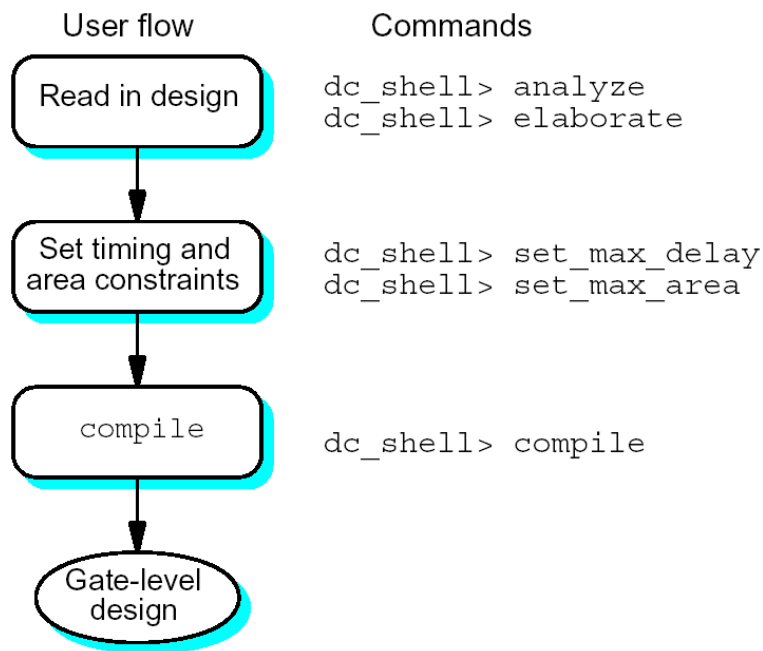 User flow
Commands
Read in design
dc_shell> analyze
dc_shell> elaborate
Set timing and
area constraints
dc_shell> set_max_delay
dc_shell> set_max_area
compile
dc_shell> compile
Gate-level
design